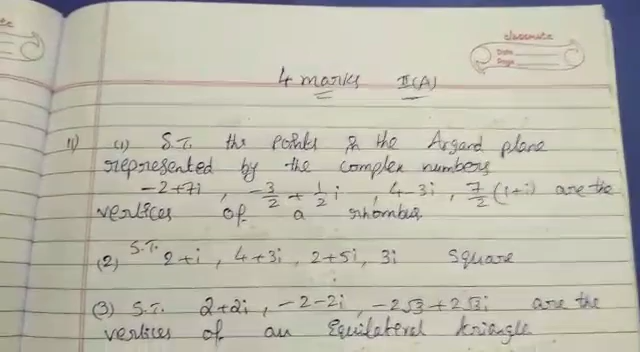 classmate
Date
Page
4 marks II(A)
11) (1) S.T. the points in the Argand plane
represented by the complex numbers
-2+7i, -3/2 + 1/2 i, 4-3i, 7/2 (1+i) are the
vertices of a rhombus
(2) S.T. 2+i, 4+3i, 2+5i, 3i square
(3) S.T. 2+2i, -2-2i, -2√3+2√3i are the
vertices of an Equilateral triangle